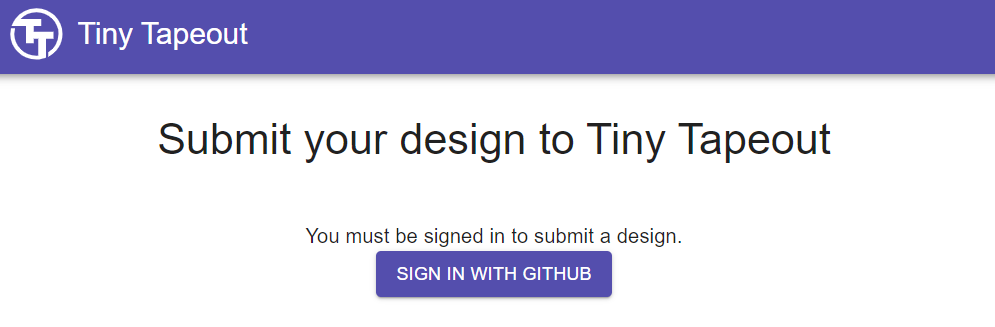 Tiny Tapeout
Submit your design to Tiny Tapeout
You must be signed in to submit a design.
SIGN IN WITH GITHUB